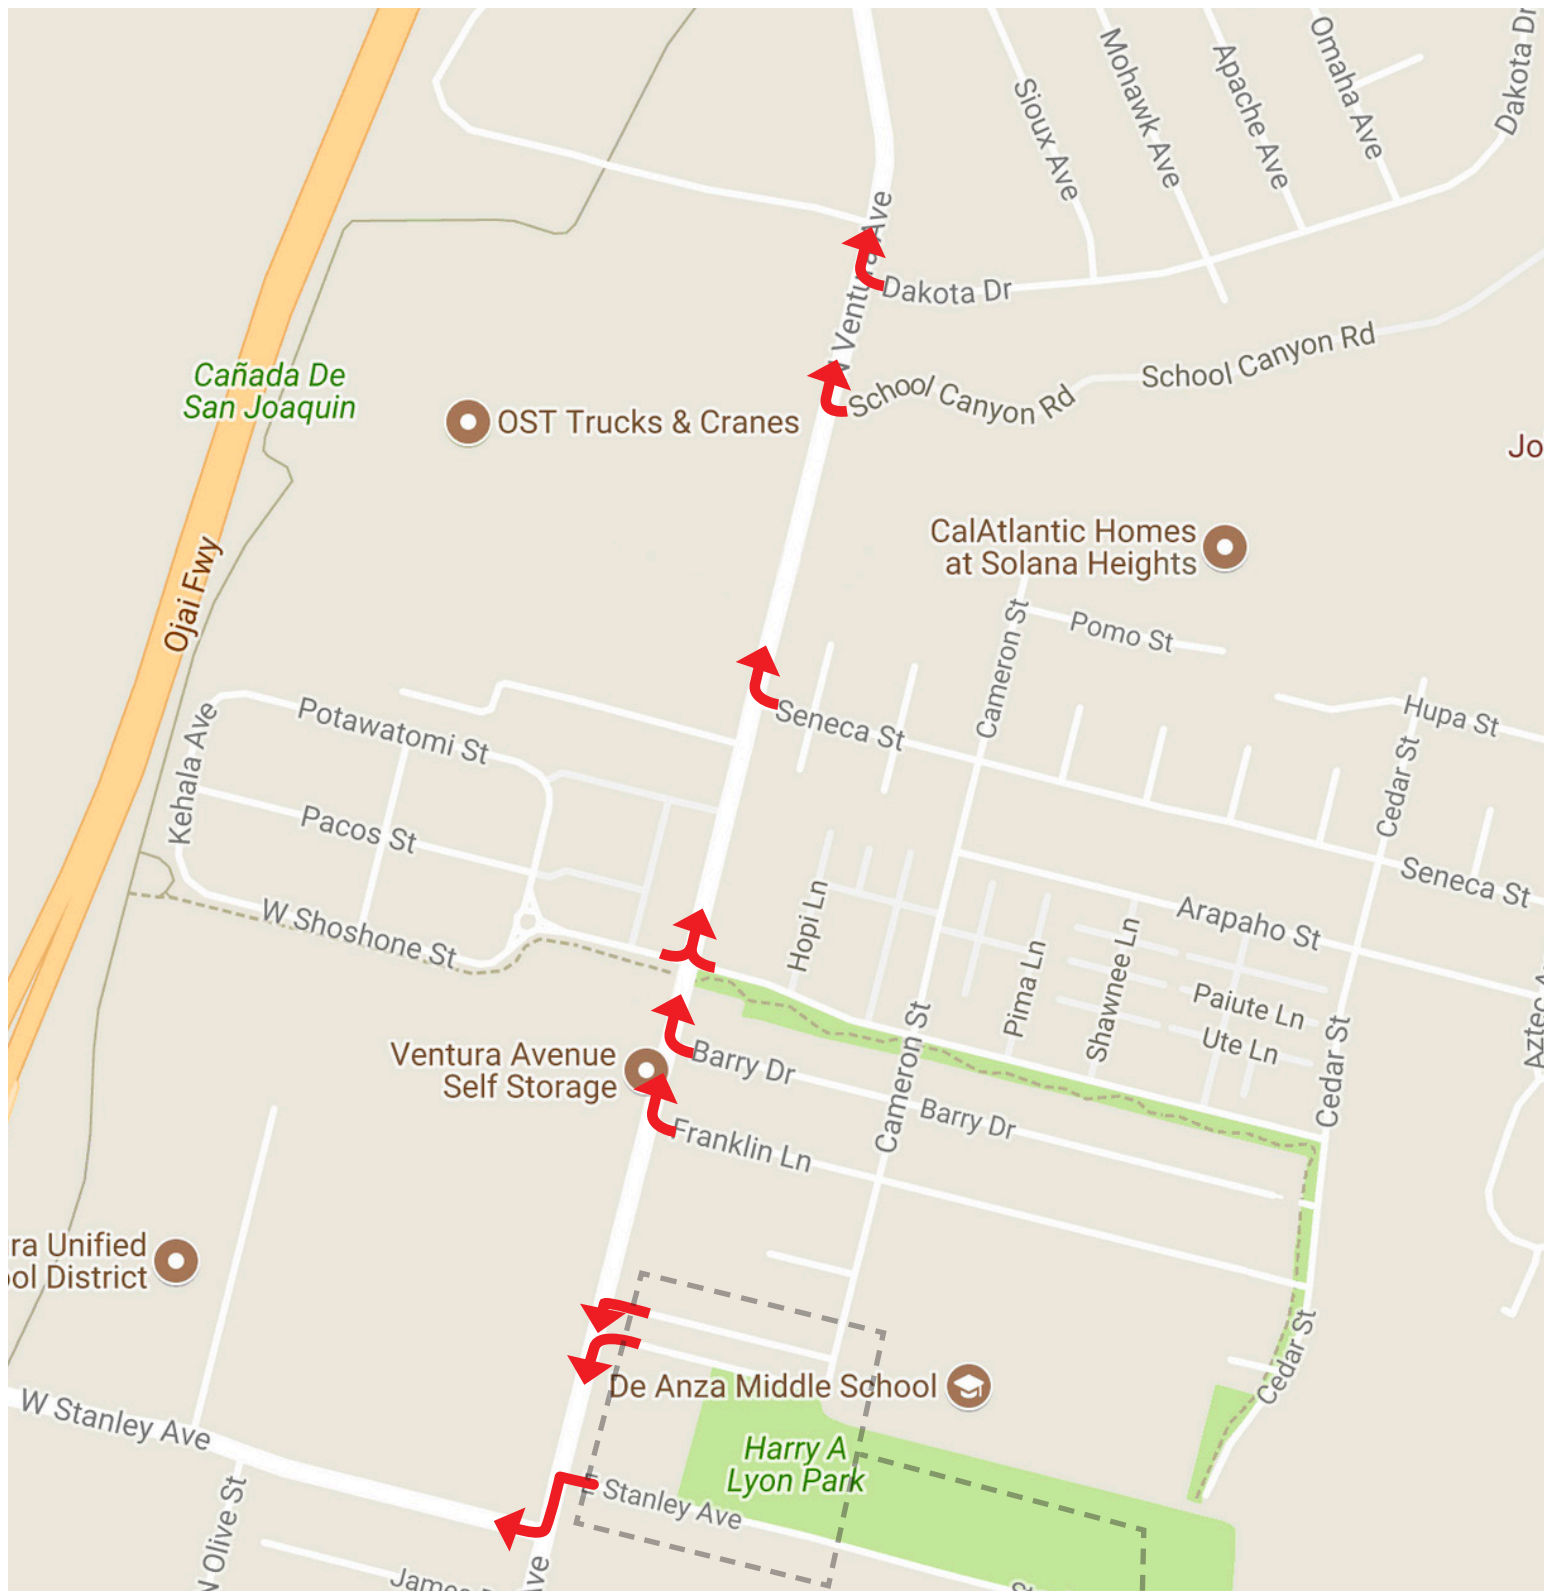 Sioux Ave
Mohawk Ave
Apache Ave
Omaha Ave
Dakota Dr
N Ventura Ave
Dakota Dr
School Canyon Rd
School Canyon Rd
Cañada De
San Joaquin
OST Trucks & Cranes
Jo
CalAtlantic Homes
at Solana Heights
Ojai Fwy
Cameron St
Pomo St
Kehala Ave
Potawatomi St
Seneca St
Hupa St
Cedar St
Pacos St
Seneca St
Hopi Ln
W Shoshone St
Arapaho St
Pima Ln
Shawnee Ln
Paiute Ln
Ute Ln
Aztec A
Cameron St
Cedar St
Ventura Avenue
Self Storage
Barry Dr
Barry Dr
Franklin Ln
ra Unified
ol District
Cedar St
De Anza Middle School
W Stanley Ave
Harry A
Lyon Park
E Stanley Ave
N Olive St
James
Ave
St